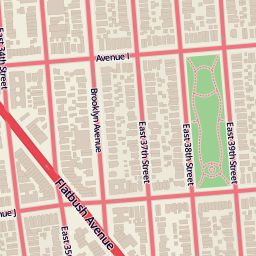 East 34th Street
Avenue I
Brooklyn Avenue
East 37th Street
East 38th Street
East 39th Street
Flatbush Avenue
Avenue J
East 35